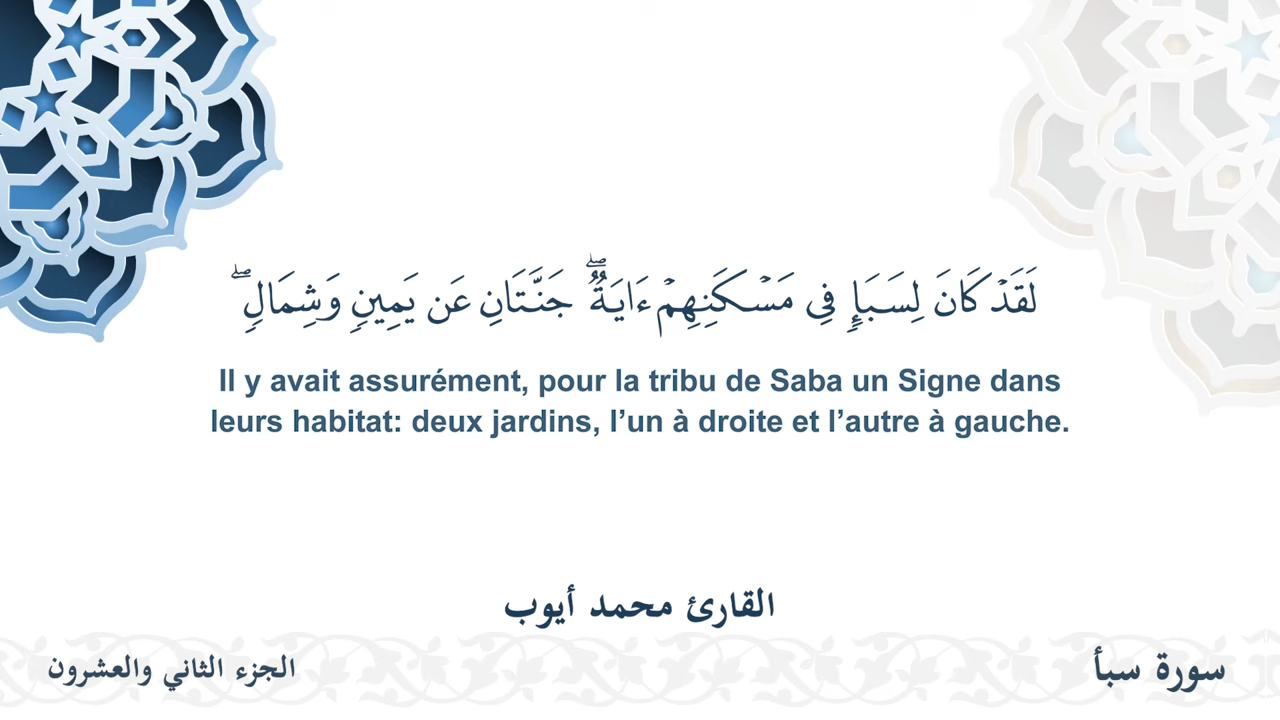 لَقَدۡ كَانَ لِسَبَإٖ فِي مَسۡكَنِهِمۡ ءَايَةٞۖ جَنَّتَانِ عَن يَمِينٖ وَشِمَالٖۖ
Il y avait assurément, pour la tribu de Saba un Signe dans
leurs habitat: deux jardins, l’un à droite et l’autre à gauche.
القارئ محمد أيوب
سورة سبأ
الجزء الثاني والعشرون